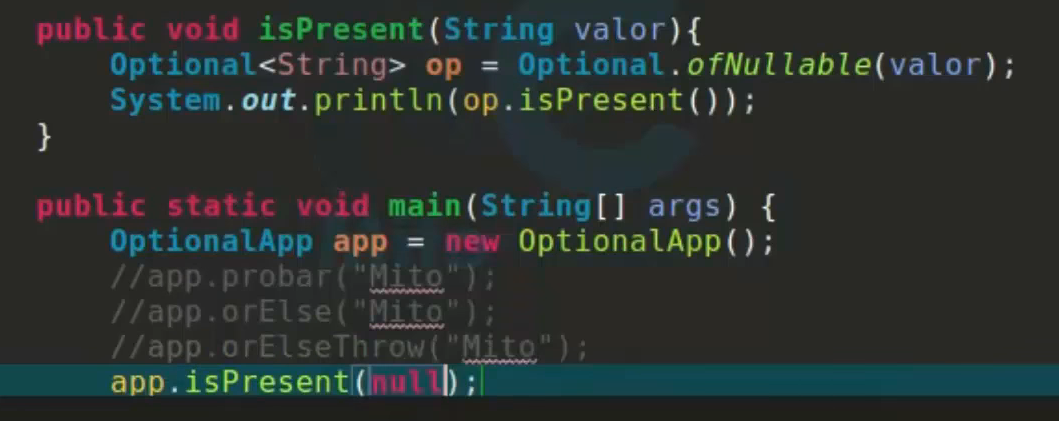 public void isPresent(String valor){
    Optional<String> op = Optional.ofNullable(valor);
    System.out.println(op.isPresent());
}
public static void main(String[] args) {
    OptionalApp app = new OptionalApp();
    //app.probar("Mito");
    //app.orElse("Mito");
    //app.orElseThrow("Mito");
    app.isPresent(null);